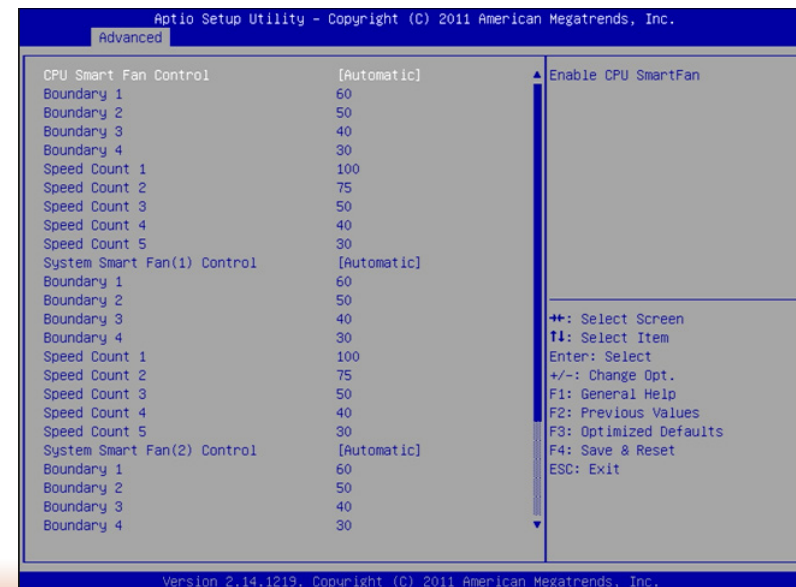 Aptio Setup Utility – Copyright (C) 2011 American Megatrends, Inc.
Advanced
CPU Smart Fan Control [Automatic]
Boundary 1 60
Boundary 2 50
Boundary 3 40
Boundary 4 30
Speed Count 1 100
Speed Count 2 75
Speed Count 3 50
Speed Count 4 40
Speed Count 5 30
System Smart Fan(1) Control [Automatic]
Boundary 1 60
Boundary 2 50
Boundary 3 40
Boundary 4 30
Speed Count 1 100
Speed Count 2 75
Speed Count 3 50
Speed Count 4 40
Speed Count 5 30
System Smart Fan(2) Control [Automatic]
Boundary 1 60
Boundary 2 50
Boundary 3 40
Boundary 4 30
Enable CPU SmartFan
→←: Select Screen
↑↓: Select Item
Enter: Select
+/-: Change Opt.
F1: General Help
F2: Previous Values
F3: Optimized Defaults
F4: Save & Reset
ESC: Exit
Version 2.14.1219. Copyright (C) 2011 American Megatrends, Inc.